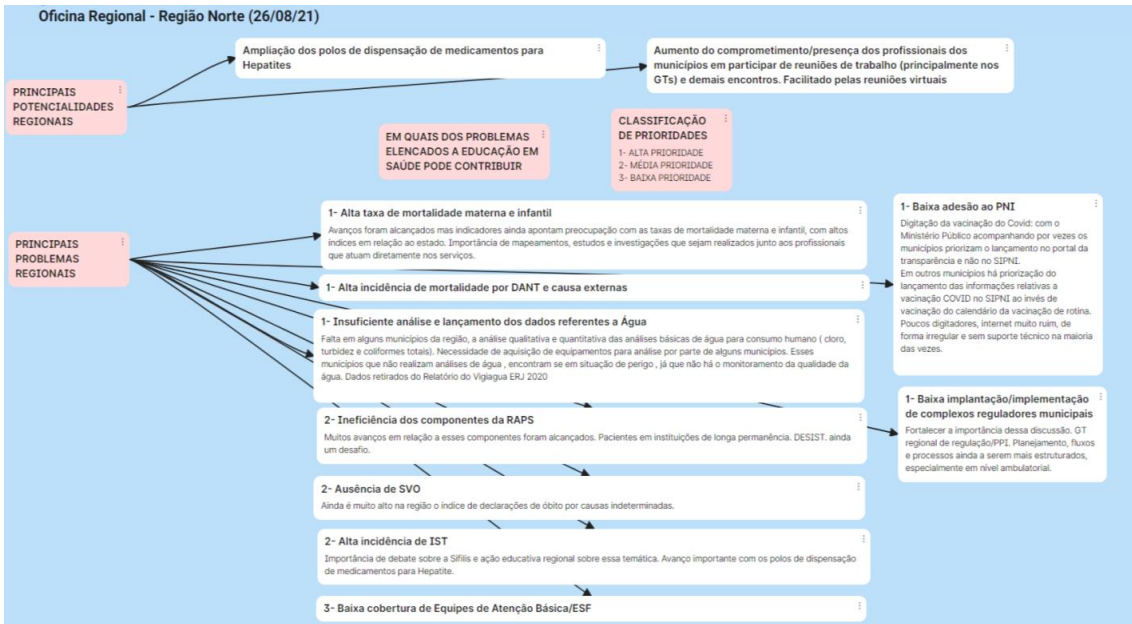 Oficina Regional - Região Norte (26/08/21)
Ampliação dos polos de dispensação de medicamentos para
Hepatites
Aumento do comprometimento/presença dos profissionais dos
municípios em participar de reuniões de trabalho (principalmente nos
GTs) e demais encontros. Facilitado pelas reuniões virtuais
PRINCIPAIS
POTENCIALIDADES
REGIONAIS
EM QUAIS DOS PROBLEMAS
ELENCADOS A EDUCAÇÃO EM
SAÚDE PODE CONTRIBUIR
CLASSIFICAÇÃO
DE PRIORIDADES
1- ALTA PRIORIDADE
2- MÉDIA PRIORIDADE
3- BAIXA PRIORIDADE
PRINCIPAIS
PROBLEMAS
REGIONAIS
1- Alta taxa de mortalidade materna e infantil
Avanços foram alcançados mas indicadores ainda apontam preocupação com as taxas de mortalidade materna e infantil, com altos
índices em relação ao estado. Importância de mapeamentos, estudos e investigações que sejam realizados junto aos profissionais
que atuam diretamente nos serviços.
1- Alta incidência de mortalidade por DANT e causa externas
1- Insuficiente análise e lançamento dos dados referentes a Água
Falta em alguns municípios da região, a análise qualitativa e quantitativa das análises básicas de água para consumo humano ( cloro,
turbidez e coliformes totais). Necessidade de aquisição de equipamentos para análise por parte de alguns municípios. Esses
municípios que não realizam análises de água , encontram se em situação de perigo , já que não há o monitoramento da qualidade da
água. Dados retirados do Relatório do Vigiagua ERJ 2020
2- Ineficiência dos componentes da RAPS
Muitos avanços em relação a esses componentes foram alcançados. Pacientes em instituições de longa permanência. DESIST. ainda
um desafio.
2- Ausência de SVO
Ainda é muito alto na região o índice de declarações de óbito por causas indeterminadas.
2- Alta incidência de IST
Importância de debate sobre a Sífilis e ação educativa regional sobre essa temática. Avanço importante com os polos de dispensação
de medicamentos para Hepatite.
3- Baixa cobertura de Equipes de Atenção Básica/ESF
1- Baixa adesão ao PNI
Digitação da vacinação do Covid: com o
Ministério Público acompanhando por vezes os
municípios priorizam o lançamento no portal da
transparência e não no SIPNI.
Em outros municípios há priorização do
lançamento das informações relativas a
vacinação COVID no SIPNI ao invés de
vacinação do calendário da vacinação de rotina.
Poucos digitadores, internet muito ruim, de
forma irregular e sem suporte técnico na maioria
das vezes.
1- Baixa implantação/implementação
de complexos reguladores municipais
Fortalecer a importância dessa discussão. GT
regional de regulação/PPI. Planejamento, fluxos
e processos ainda a serem mais estruturados,
especialmente em nível ambulatorial.